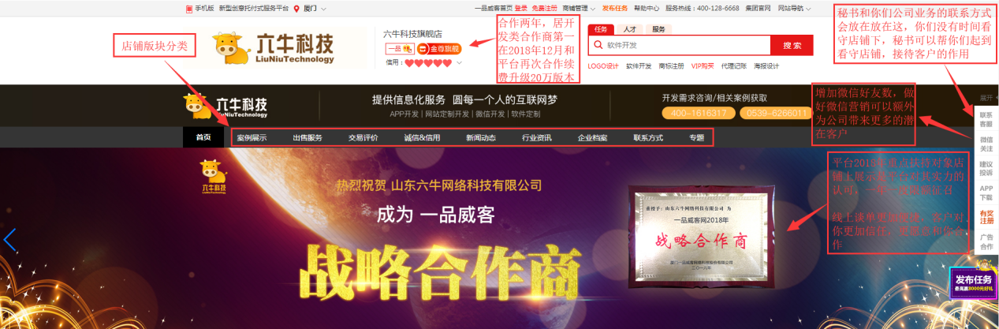 手机版 新型创意托付式服务平台 厦门
一品威客首页 登录 免费注册 商铺管理 发布任务 帮助中心 服务热线：400-128-6668 集团官网 网站导航
店铺版块分类
六牛科技
LiuNiuTechnology
六牛科技旗舰店
一品 金尊旗舰
信用：
合作两年，居开
发类合作商第一
在2018年12月和
平台再次合作续
费升级20万版本
任务 人才 服务
软件开发 搜 索
LOGO设计 软件开发 商标注册 VIP购买 代理记账 海报设计
秘书和你们公司业务的联系方式
会放在放在这，你们没有时间看
守店铺下，秘书可以帮你们起到
看守店铺，接待客户的作用
六牛科技
LiuNiuTechnology
提供信息化服务 圆每一个人的互联网梦
APP开发 | 网站定制开发 | 微信开发 | 软件定制
开发需求咨询/相关案例获取
400-1616317 0539-6266011
增加微信好友数，做
好微信营销可以额外
为公司带来更多的潜
在客户
展开
联系
客服
微信
关注
建议
投诉
APP
下载
有奖
注册
广告
合作
首页 案例展示 出售服务 交易评价 诚信&信用 新闻动态 行业资讯 企业档案 联系方式 专题
六牛科技
热烈祝贺 山东六牛网络科技有限公司
成为 一品威客
战略合作商
兹授予：山东六牛网络科技有限公司 为
一品威客网2018年
战略合作商
厦门一品威客网络科技股份有限公司
二〇一八年
平台2018年重点扶持对象店
铺上展示是平台对其实力的
认可，一年一度
线上谈单更加 客户对
你更加信任，更愿意和你合
作
发布任务
最高赢8000元好礼